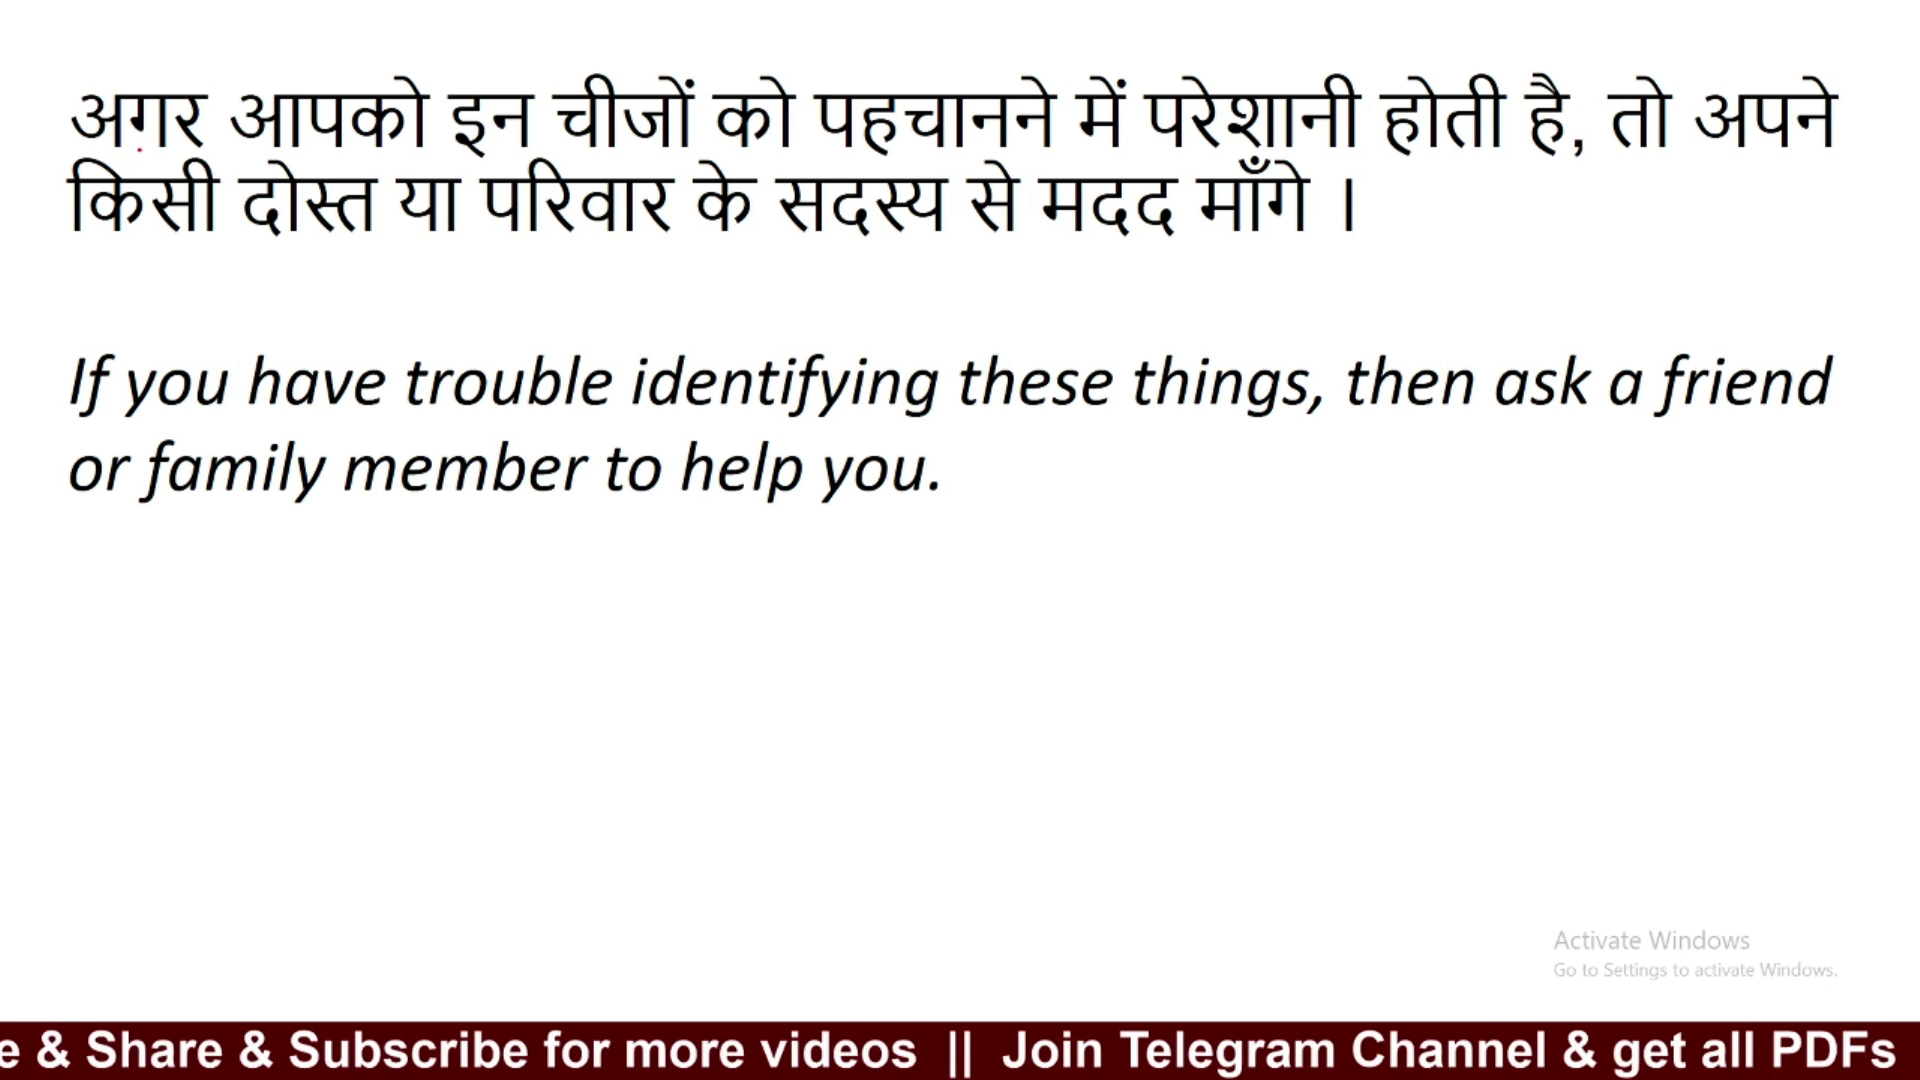 अगर आपको इन चीजों को पहचानने में परेशानी होती है, तो अपने
किसी दोस्त या परिवार के सदस्य से मदद माँगे ।
If you have trouble identifying these things, then ask a friend
or family member to help you.
Activate Windows
Go to Settings to activate Windows.
e & Share & Subscribe for more videos || Join Telegram Channel & get all PDFs